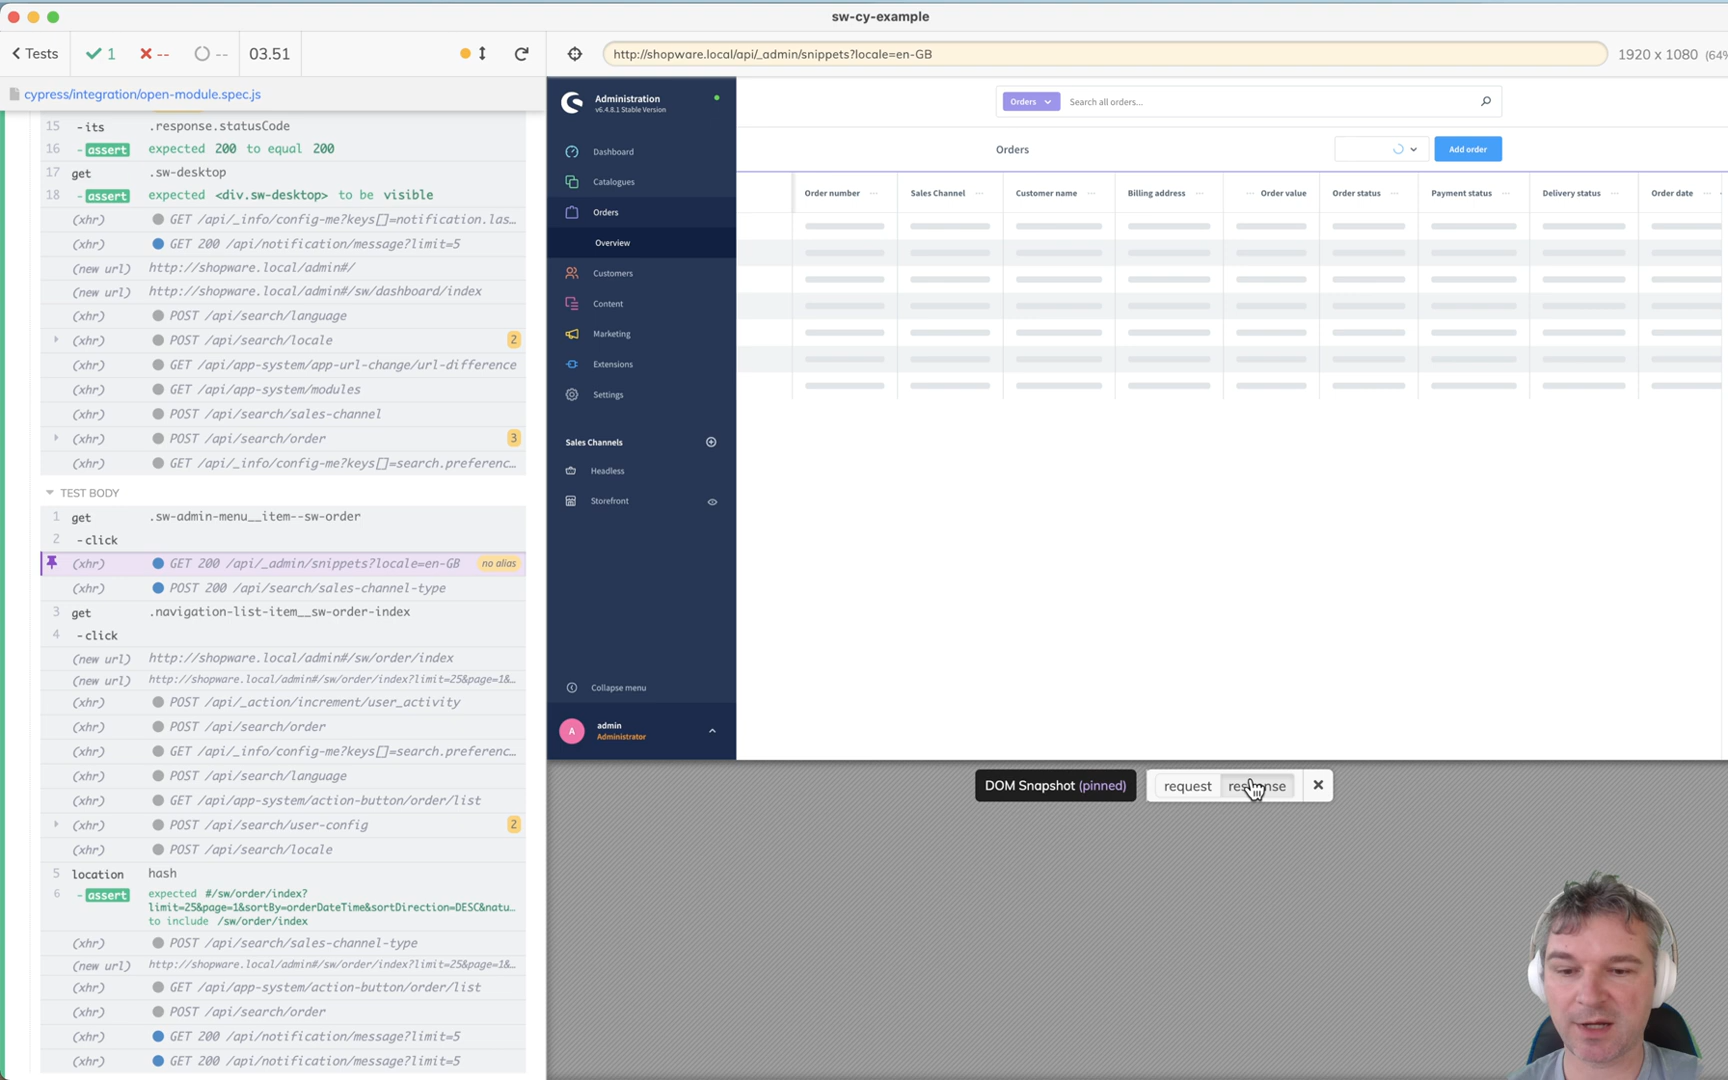 sw-cy-example
Tests
1
--
--
03.51
http://shopware.local/api/_admin/snippets?locale=en-GB
1920 x 1080 (64%
cypress/integration/open-module.spec.js
15 -its .response.statusCode
16 -assert expected 200 to equal 200
17 get .sw-desktop
18 -assert expected <div.sw-desktop> to be visible
(xhr) GET /api/_info/config-me?keys[]=notification.las...
(xhr) GET 200 /api/notification/message?limit=5
(new url) http://shopware.local/admin#/
(new url) http://shopware.local/admin#/sw/dashboard/index
(xhr) POST /api/search/language
(xhr) POST /api/search/locale 2
(xhr) GET /api/app-system/app-url-change/url-difference
(xhr) GET /api/app-system/modules
(xhr) POST /api/search/sales-channel
(xhr) POST /api/search/order 3
(xhr) GET /api/_info/config-me?keys[]=search.preferenc...
TEST BODY
1 get .sw-admin-menu__item--sw-order
2 -click
(xhr) GET 200 /api/_admin/snippets?locale=en-GB no alias
(xhr) POST 200 /api/search/sales-channel-type
3 get .navigation-list-item__sw-order-index
4 -click
(new url) http://shopware.local/admin#/sw/order/index
(new url) http://shopware.local/admin#/sw/order/index?limit=25&page=1&...
(xhr) POST /api/_action/increment/user_activity
(xhr) POST /api/search/order
(xhr) GET /api/_info/config-me?keys[]=search.preferenc...
(xhr) POST /api/search/language
(xhr) GET /api/app-system/action-button/order/list
(xhr) POST /api/search/user-config 2
(xhr) POST /api/search/locale
5 location hash
6 -assert expected #/sw/order/index?
limit=25&page=1&sortBy=orderDateTime&sortDirection=DESC&natu...
to include /sw/order/index
(xhr) POST /api/search/sales-channel-type
(new url) http://shopware.local/admin#/sw/order/index?limit=25&page=1&...
(xhr) GET /api/app-system/action-button/order/list
(xhr) POST /api/search/order
(xhr) GET 200 /api/notification/message?limit=5
(xhr) GET 200 /api/notification/message?limit=5
Administration
v6.4.8.1 Stable Version
Dashboard
Catalogues
Orders
Overview
Customers
Content
Marketing
Extensions
Settings
Sales Channels
Headless
Storefront
Collapse menu
A
admin
Administrator
Orders
Search all orders...
Orders
Add order
Order number
Sales Channel
Customer name
Billing address
Order value
Order status
Payment status
Delivery status
Order date
DOM Snapshot (pinned)
request
response